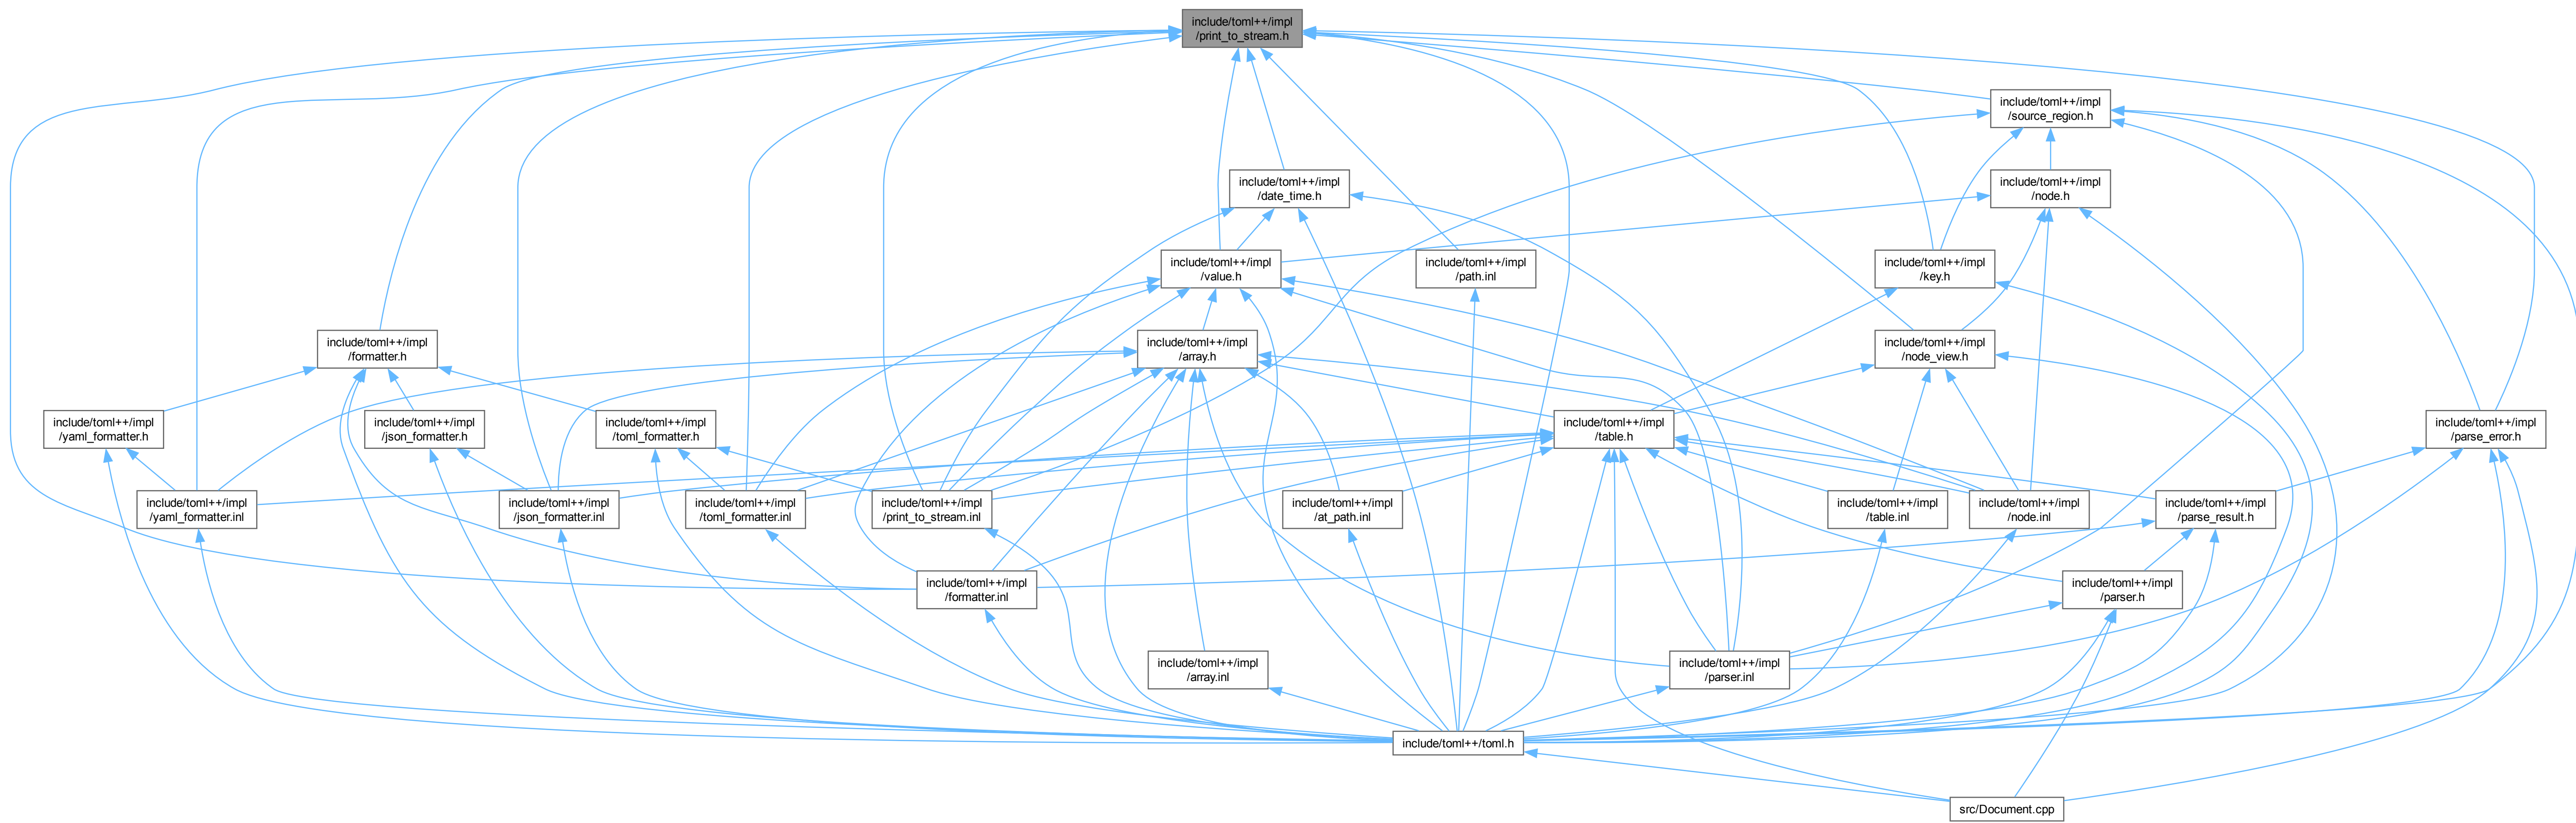 include/toml++/impl
/print_to_stream.h
include/toml++/impl
/source_region.h
include/toml++/impl
/date_time.h
include/toml++/impl
/node.h
include/toml++/impl
/value.h
include/toml++/impl
/path.inl
include/toml++/impl
/key.h
include/toml++/impl
/formatter.h
include/toml++/impl
/array.h
include/toml++/impl
/node_view.h
include/toml++/impl
/yaml_formatter.h
include/toml++/impl
/json_formatter.h
include/toml++/impl
/toml_formatter.h
include/toml++/impl
/table.h
include/toml++/impl
/parse_error.h
include/toml++/impl
/yaml_formatter.inl
include/toml++/impl
/json_formatter.inl
include/toml++/impl
/toml_formatter.inl
include/toml++/impl
/print_to_stream.inl
include/toml++/impl
/at_path.inl
include/toml++/impl
/table.inl
include/toml++/impl
/node.inl
include/toml++/impl
/parse_result.h
include/toml++/impl
/formatter.inl
include/toml++/impl
/parser.h
include/toml++/impl
/array.inl
include/toml++/impl
/parser.inl
include/toml++/toml.h
src/Document.cpp